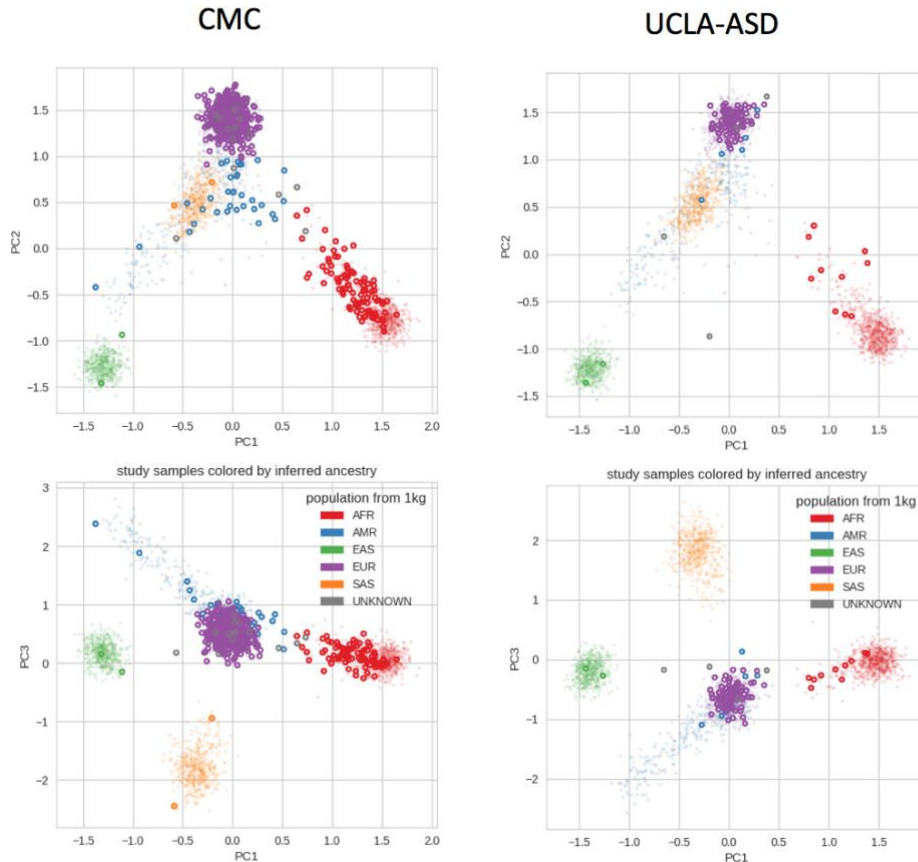 CMC
UCLA-ASD
PC2
1.5
1.0
0.5
0.0
−0.5
−1.0
−1.5
−1.5
−1.0
−0.5
0.0
0.5
1.0
1.5
2.0
PC1
PC2
1.5
1.0
0.5
0.0
−0.5
−1.0
−1.5
−1.5
−1.0
−0.5
0.0
0.5
1.0
1.5
PC1
study samples colored by inferred ancestry
population from 1kg
AFR
AMR
EAS
EUR
SAS
UNKNOWN
PC3
3
2
1
0
−1
−2
−1.5
−1.0
−0.5
0.0
0.5
1.0
1.5
2.0
PC1
study samples colored by inferred ancestry
population from 1kg
AFR
AMR
EAS
EUR
SAS
UNKNOWN
PC3
2
1
0
−1
−2
−1.5
−1.0
−0.5
0.0
0.5
1.0
1.5
PC1